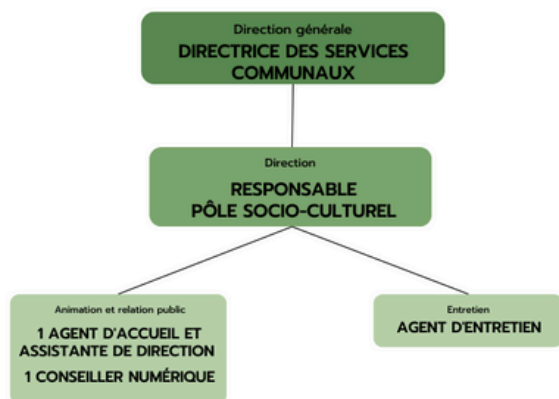 Direction générale
DIRECTRICE DES SERVICES
COMMUNAUX
Direction
RESPONSABLE
PÔLE SOCIO-CULTUREL
Animation et relation public
1 AGENT D'ACCUEIL ET
ASSISTANTE DE DIRECTION
1 CONSEILLER NUMÉRIQUE
Entretien
AGENT D'ENTRETIEN